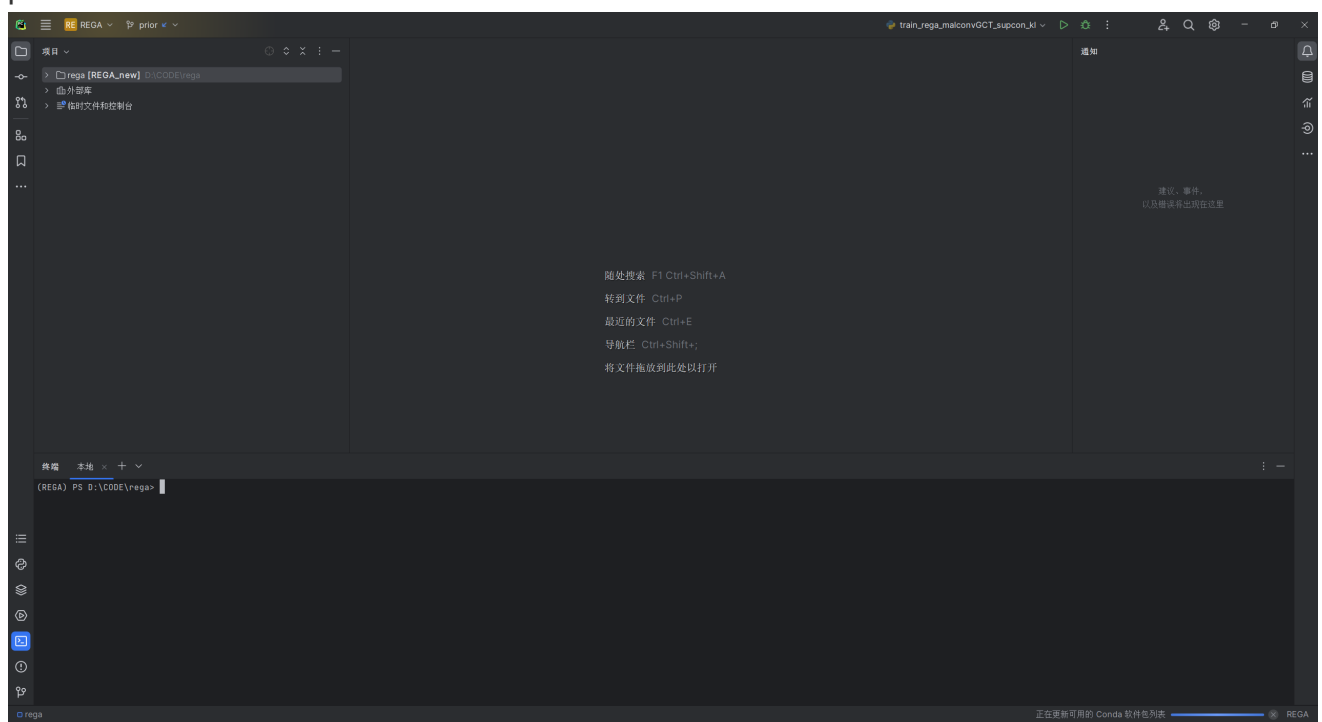 RE REGA prior train_rega_malconvGCT_supcon_kl
项目
通知
rega [REGA_new] D:\CODE\rega
外部库
临时文件和控制台
建议、事件、
以及错误将出现在这里
随处搜索 F1 Ctrl+Shift+A
转到文件 Ctrl+P
最近的文件 Ctrl+E
导航栏 Ctrl+Shift+;
将文件拖放到此处以打开
终端 本地
(REGA) PS D:\CODE\rega>
rega 正在更新可用的 Conda 软件包列表 REGA